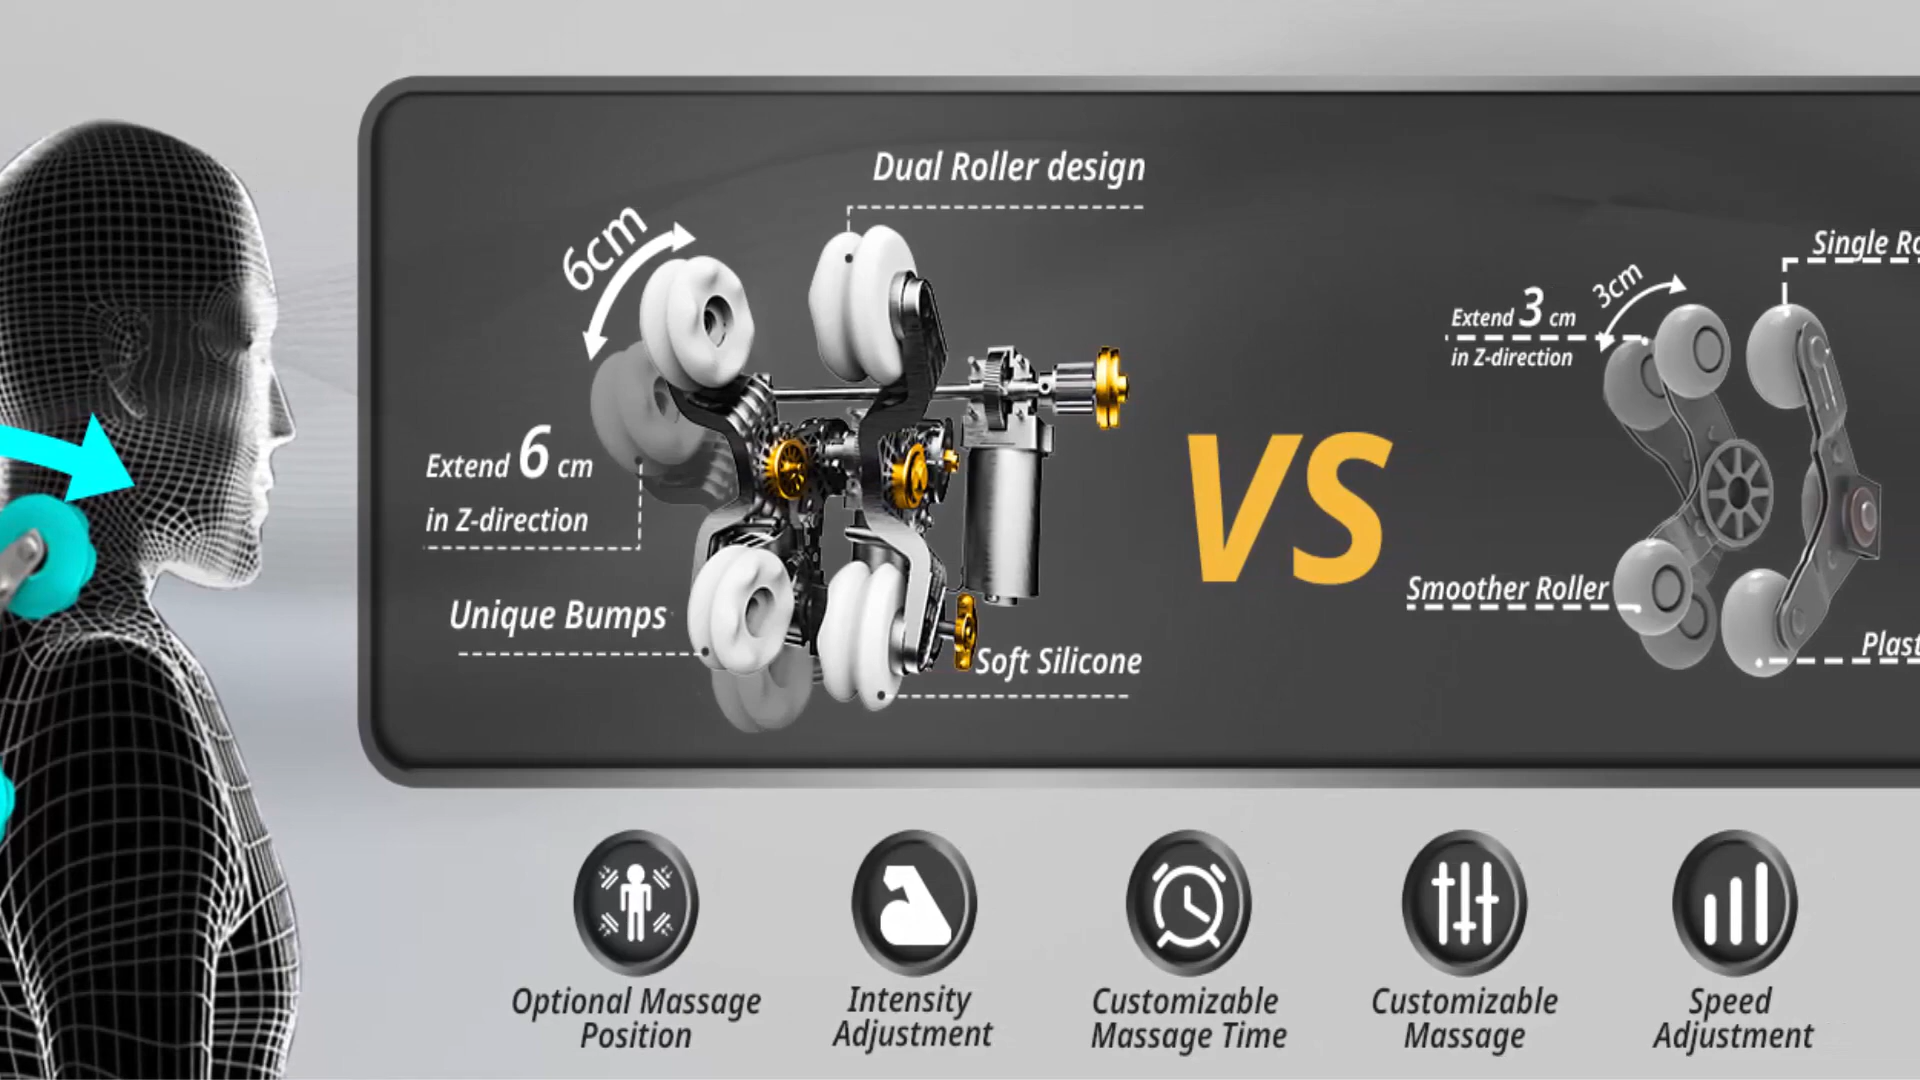 Dual Roller design
6cm
Extend 6 cm
in Z-direction
Unique Bumps
Soft Silicone
VS
Single
3cm
Extend 3 cm
in Z-direction
Smoother Roller
Optional Massage
Position
Intensity
Adjustment
Customizable
Massage Time
Customizable
Massage
Speed
Adjustment